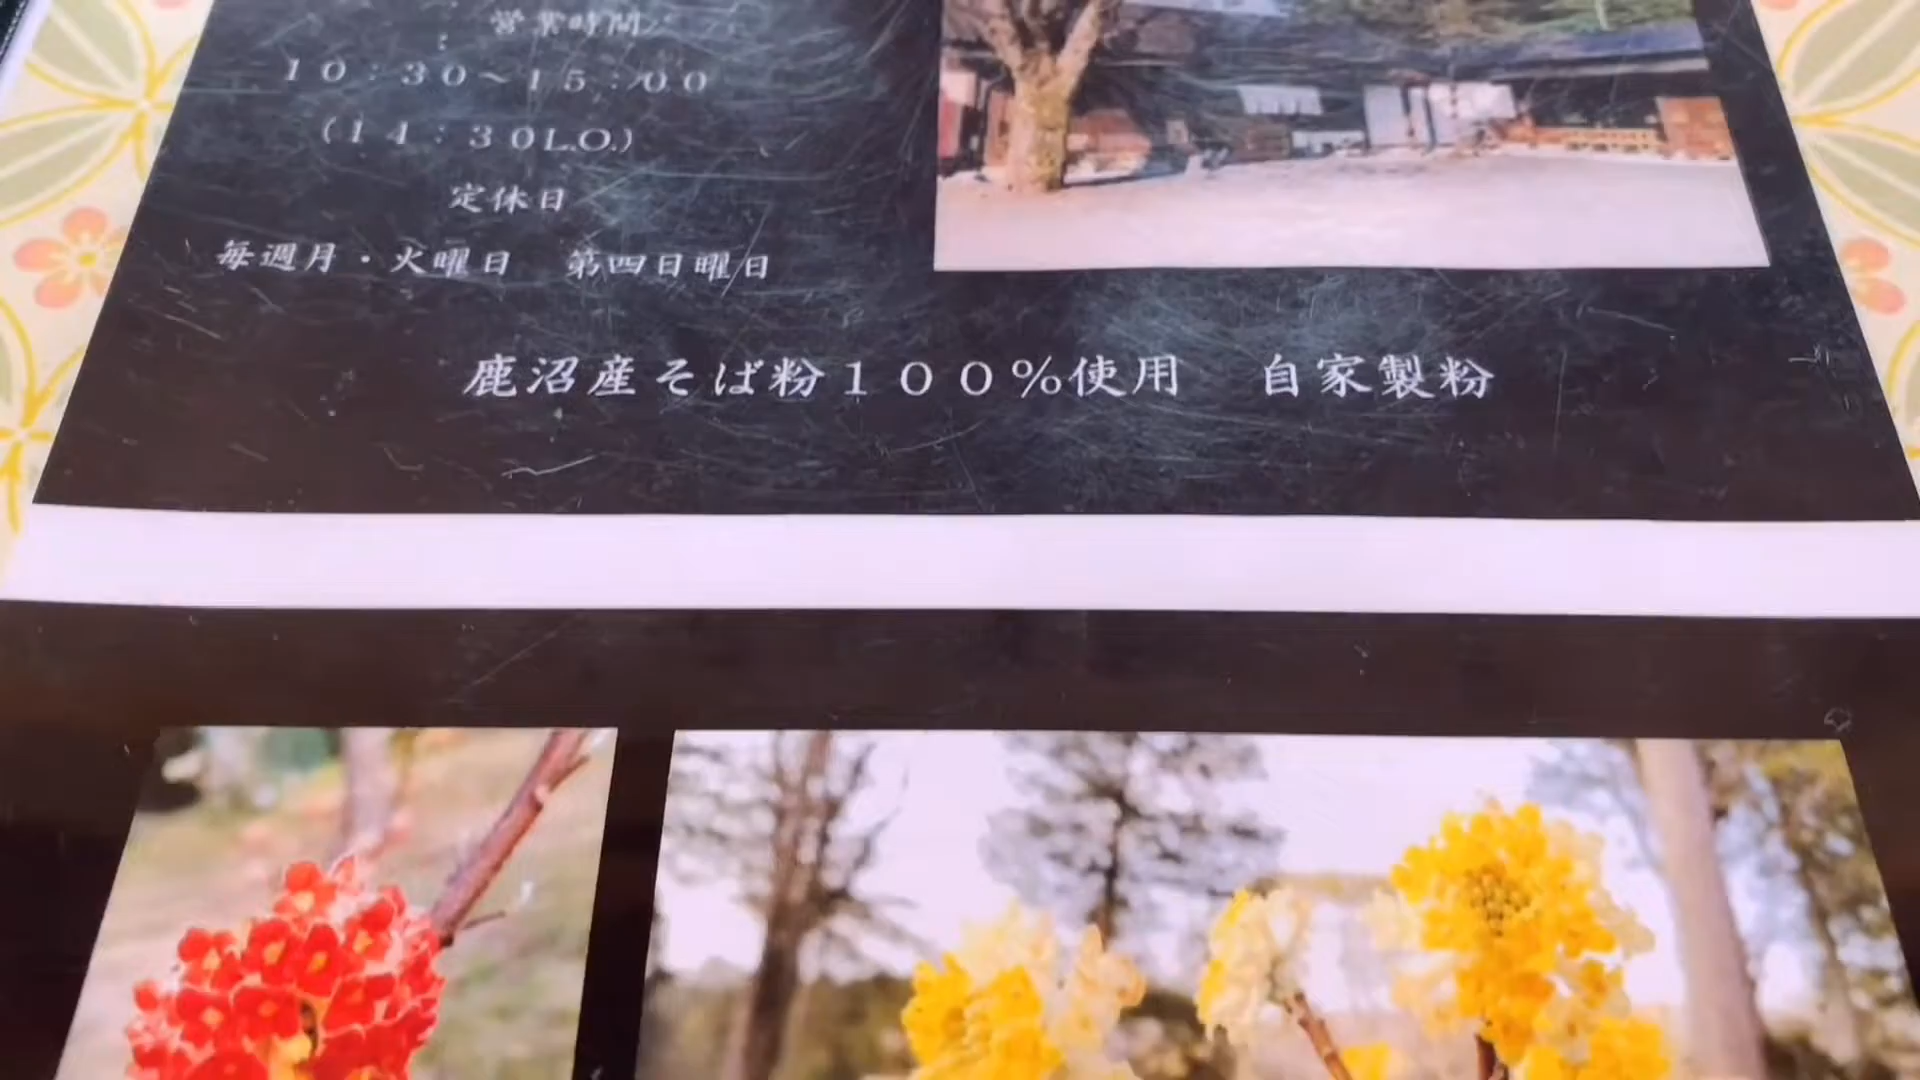 営業時間
１０：３０～１５：００
（１４：３０L.O.）
定休日
毎週月・火曜日　第四日曜日
鹿沼産そば粉１００％使用　自家製粉